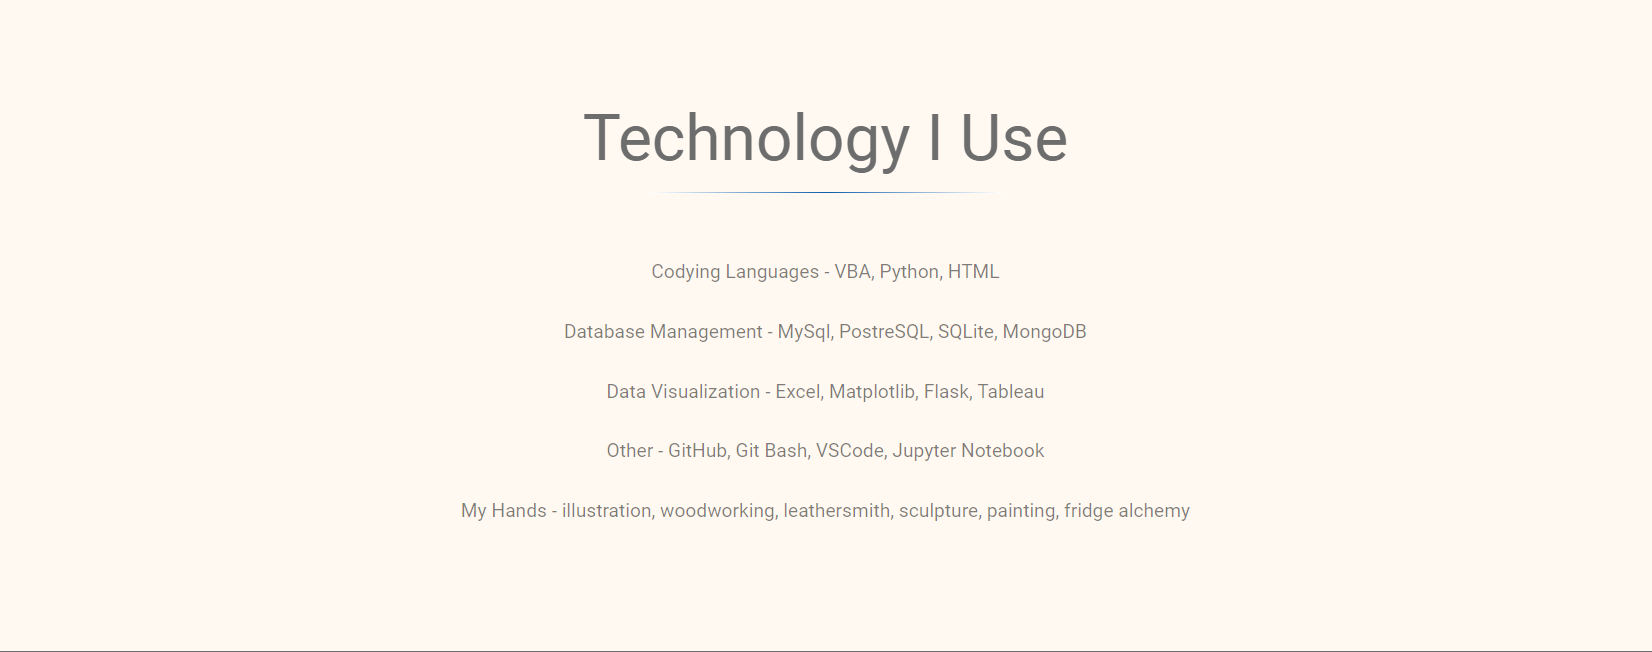 Technology I Use
Codying Languages - VBA, Python, HTML
Database Management - MySql, PostreSQL, SQLite, MongoDB
Data Visualization - Excel, Matplotlib, Flask, Tableau
Other - GitHub, Git Bash, VSCode, Jupyter Notebook
My Hands - illustration, woodworking, leathersmith, sculpture, painting, fridge alchemy